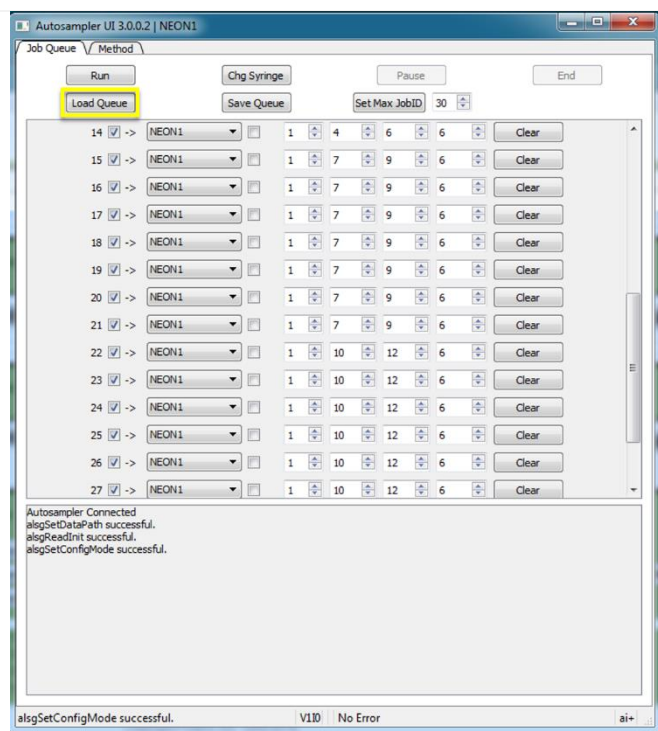 Autosampler UI 3.0.0.2 | NEON1
Job Queue Method
Run Chg Syringe Pause End
Load Queue Save Queue Set Max JobID 30
14 -> NEON1 1 4 6 6 Clear
15 -> NEON1 1 7 9 6 Clear
16 -> NEON1 1 7 9 6 Clear
17 -> NEON1 1 7 9 6 Clear
18 -> NEON1 1 7 9 6 Clear
19 -> NEON1 1 7 9 6 Clear
20 -> NEON1 1 7 9 6 Clear
21 -> NEON1 1 7 9 6 Clear
22 -> NEON1 1 10 12 6 Clear
23 -> NEON1 1 10 12 6 Clear
24 -> NEON1 1 10 12 6 Clear
25 -> NEON1 1 10 12 6 Clear
26 -> NEON1 1 10 12 6 Clear
27 -> NEON1 1 10 12 6 Clear
Autosampler Connected
alsgSetDataPath successful.
alsgReadInit successful.
alsgSetConfigMode successful.
alsgSetConfigMode successful. V1I0 No Error ai+